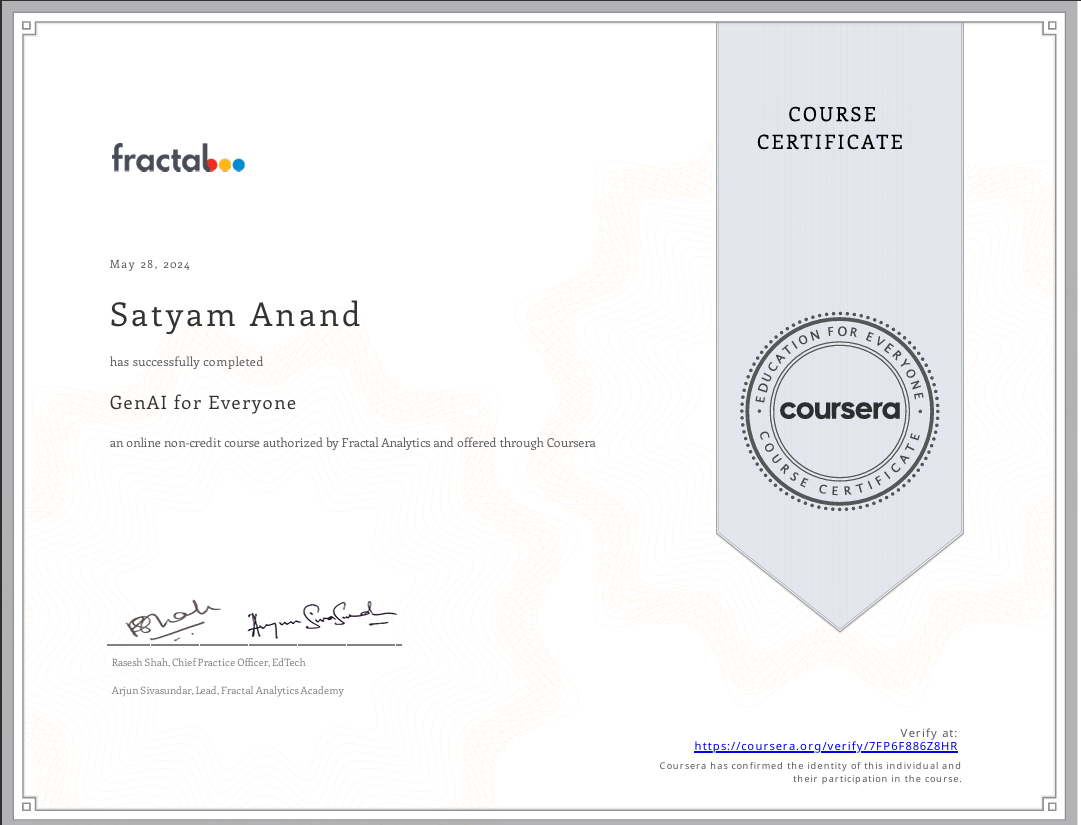 COURSE
CERTIFICATE
fractal
May 28, 2024
Satyam Anand
has successfully completed
GenAI for Everyone
an online non-credit course authorized by Fractal Analytics and offered through Coursera
EDUCATION FOR EVERYONE
coursera
COURSE CERTIFICATE
Rasesh Shah, Chief Practice Officer, EdTech
Arjun Sivasundar, Lead, Fractal Analytics Academy
Verify at:
https://coursera.org/verify/7FP6F886Z8HR
Coursera has confirmed the identity of this individual and
their participation in the course.